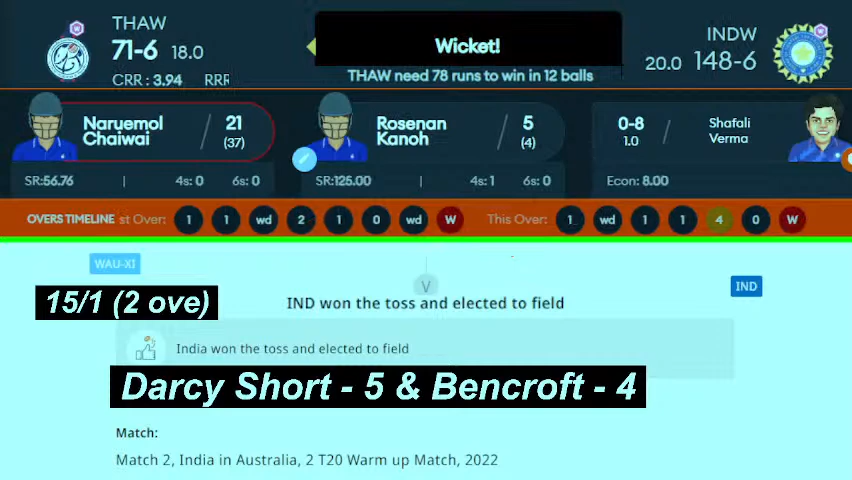 THAW
71-6 18.0
CRR : 3.94 RRR
Wicket!
THAW need 78 runs to win in 12 balls
INDW
20.0 148-6
Naruemol
Chaiwai
/ 21
(37)
Rosenan
Kanoh
/ 5
(4)
0-8
1.0
/
Shafali
Verma
SR:56.76 | 4s: 0 6s: 0
SR:125.00 | 4s: 1 6s: 0
Econ: 8.00
OVERS TIMELINE st Over: 1 1 wd 2 1 0 wd W This Over: 1 wd 1 1 4 0 W
WAU-XI
V
IND
15/1 (2 ove)
IND won the toss and elected to field
India won the toss and elected to field
Darcy Short - 5 & Bencroft - 4
Match:
Match 2, India in Australia, 2 T20 Warm up Match, 2022